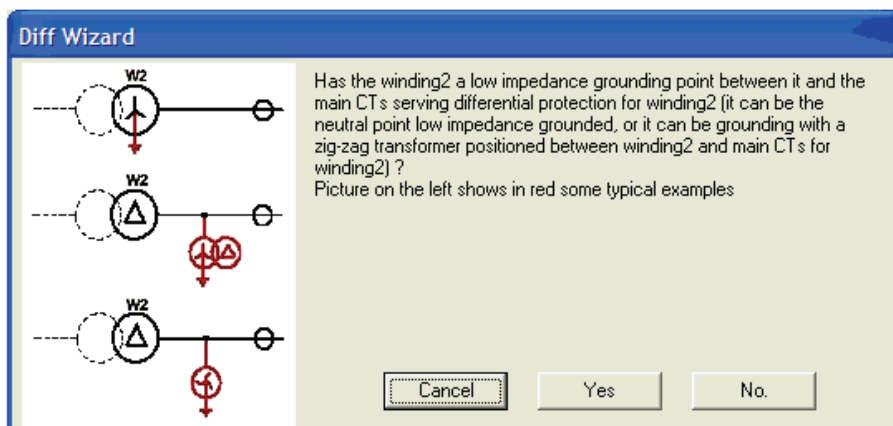 Diff Wizard
W2
W2
W2
Has the winding2 a low impedance grounding point between it and the
main CTs serving differential protection for winding2 (it can be the
neutral point low impedance grounded, or it can be grounding with a
zig-zag transformer positioned between winding2 and main CTs for
winding2) ?
Picture on the left shows in red some typical examples
Cancel
Yes
No.